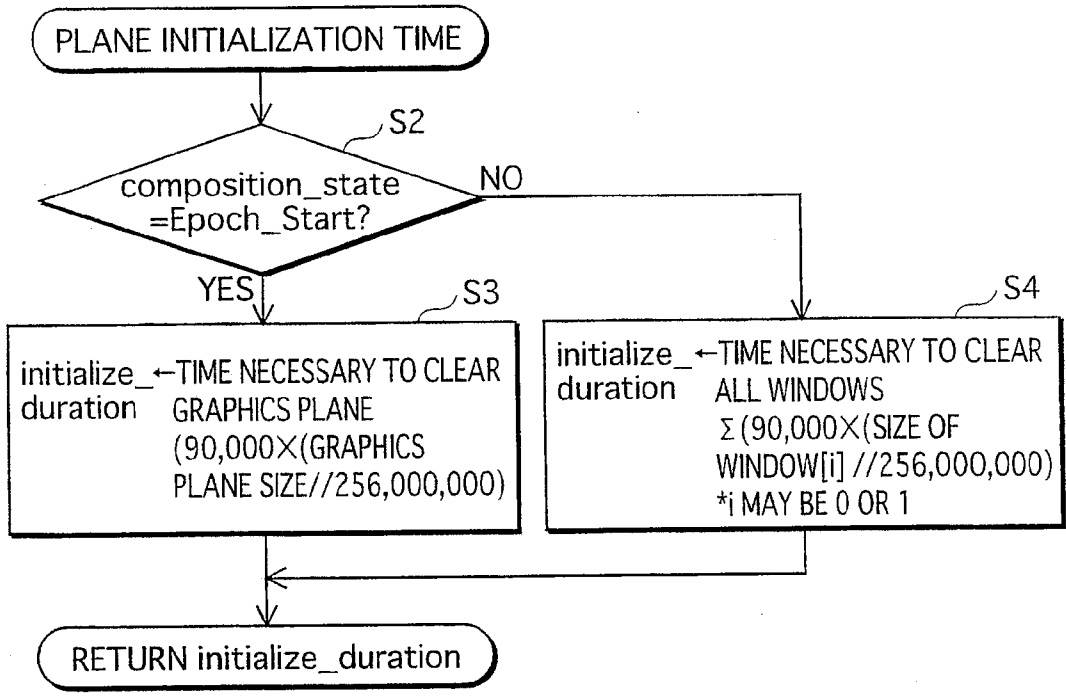 PLANE INITIALIZATION TIME
S2
composition_state
=Epoch_Start?
NO
YES
S3
initialize_ ←TIME NECESSARY TO CLEAR
duration GRAPHICS PLANE
(90,000×(GRAPHICS
PLANE SIZE//256,000,000)
S4
initialize_ ←TIME NECESSARY TO CLEAR
duration ALL WINDOWS
Σ(90,000×(SIZE OF
WINDOW[i] //256,000,000)
*i MAY BE 0 OR 1
RETURN initialize_duration